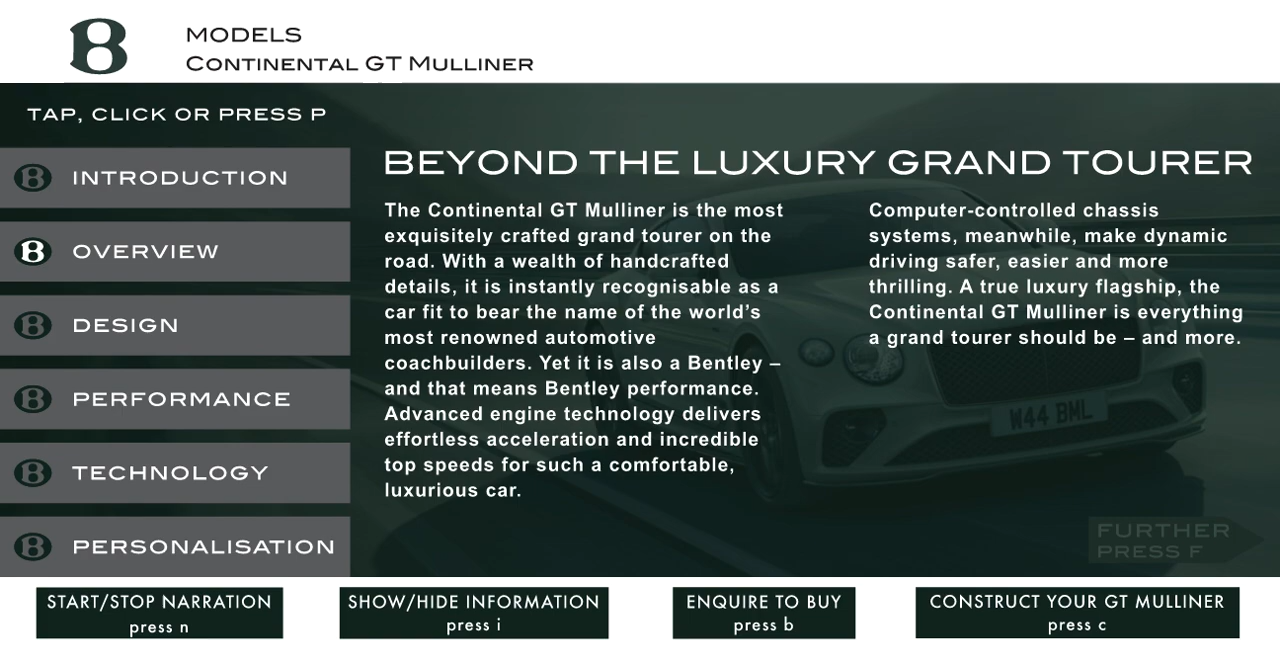 B
MODELS
CONTINENTAL GT MULLINER
TAP, CLICK OR PRESS P
B INTRODUCTION
B OVERVIEW
B DESIGN
B PERFORMANCE
B TECHNOLOGY
B PERSONALISATION
BEYOND THE LUXURY GRAND TOURER
The Continental GT Mulliner is the most
exquisitely crafted grand tourer on the
road. With a wealth of handcrafted
details, it is instantly recognisable as a
car fit to bear the name of the world’s
most renowned automotive
coachbuilders. Yet it is also a Bentley –
and that means Bentley performance.
Advanced engine technology delivers
effortless acceleration and incredible
top speeds for such a comfortable,
luxurious car.
Computer-controlled chassis
systems, meanwhile, make dynamic
driving safer, easier and more
thrilling. A true luxury flagship, the
Continental GT Mulliner is everything
a grand tourer should be – and more.
W44 BML
FURTHER
PRESS F
START/STOP NARRATION
press n
SHOW/HIDE INFORMATION
press i
ENQUIRE TO BUY
press b
CONSTRUCT YOUR GT MULLINER
press c